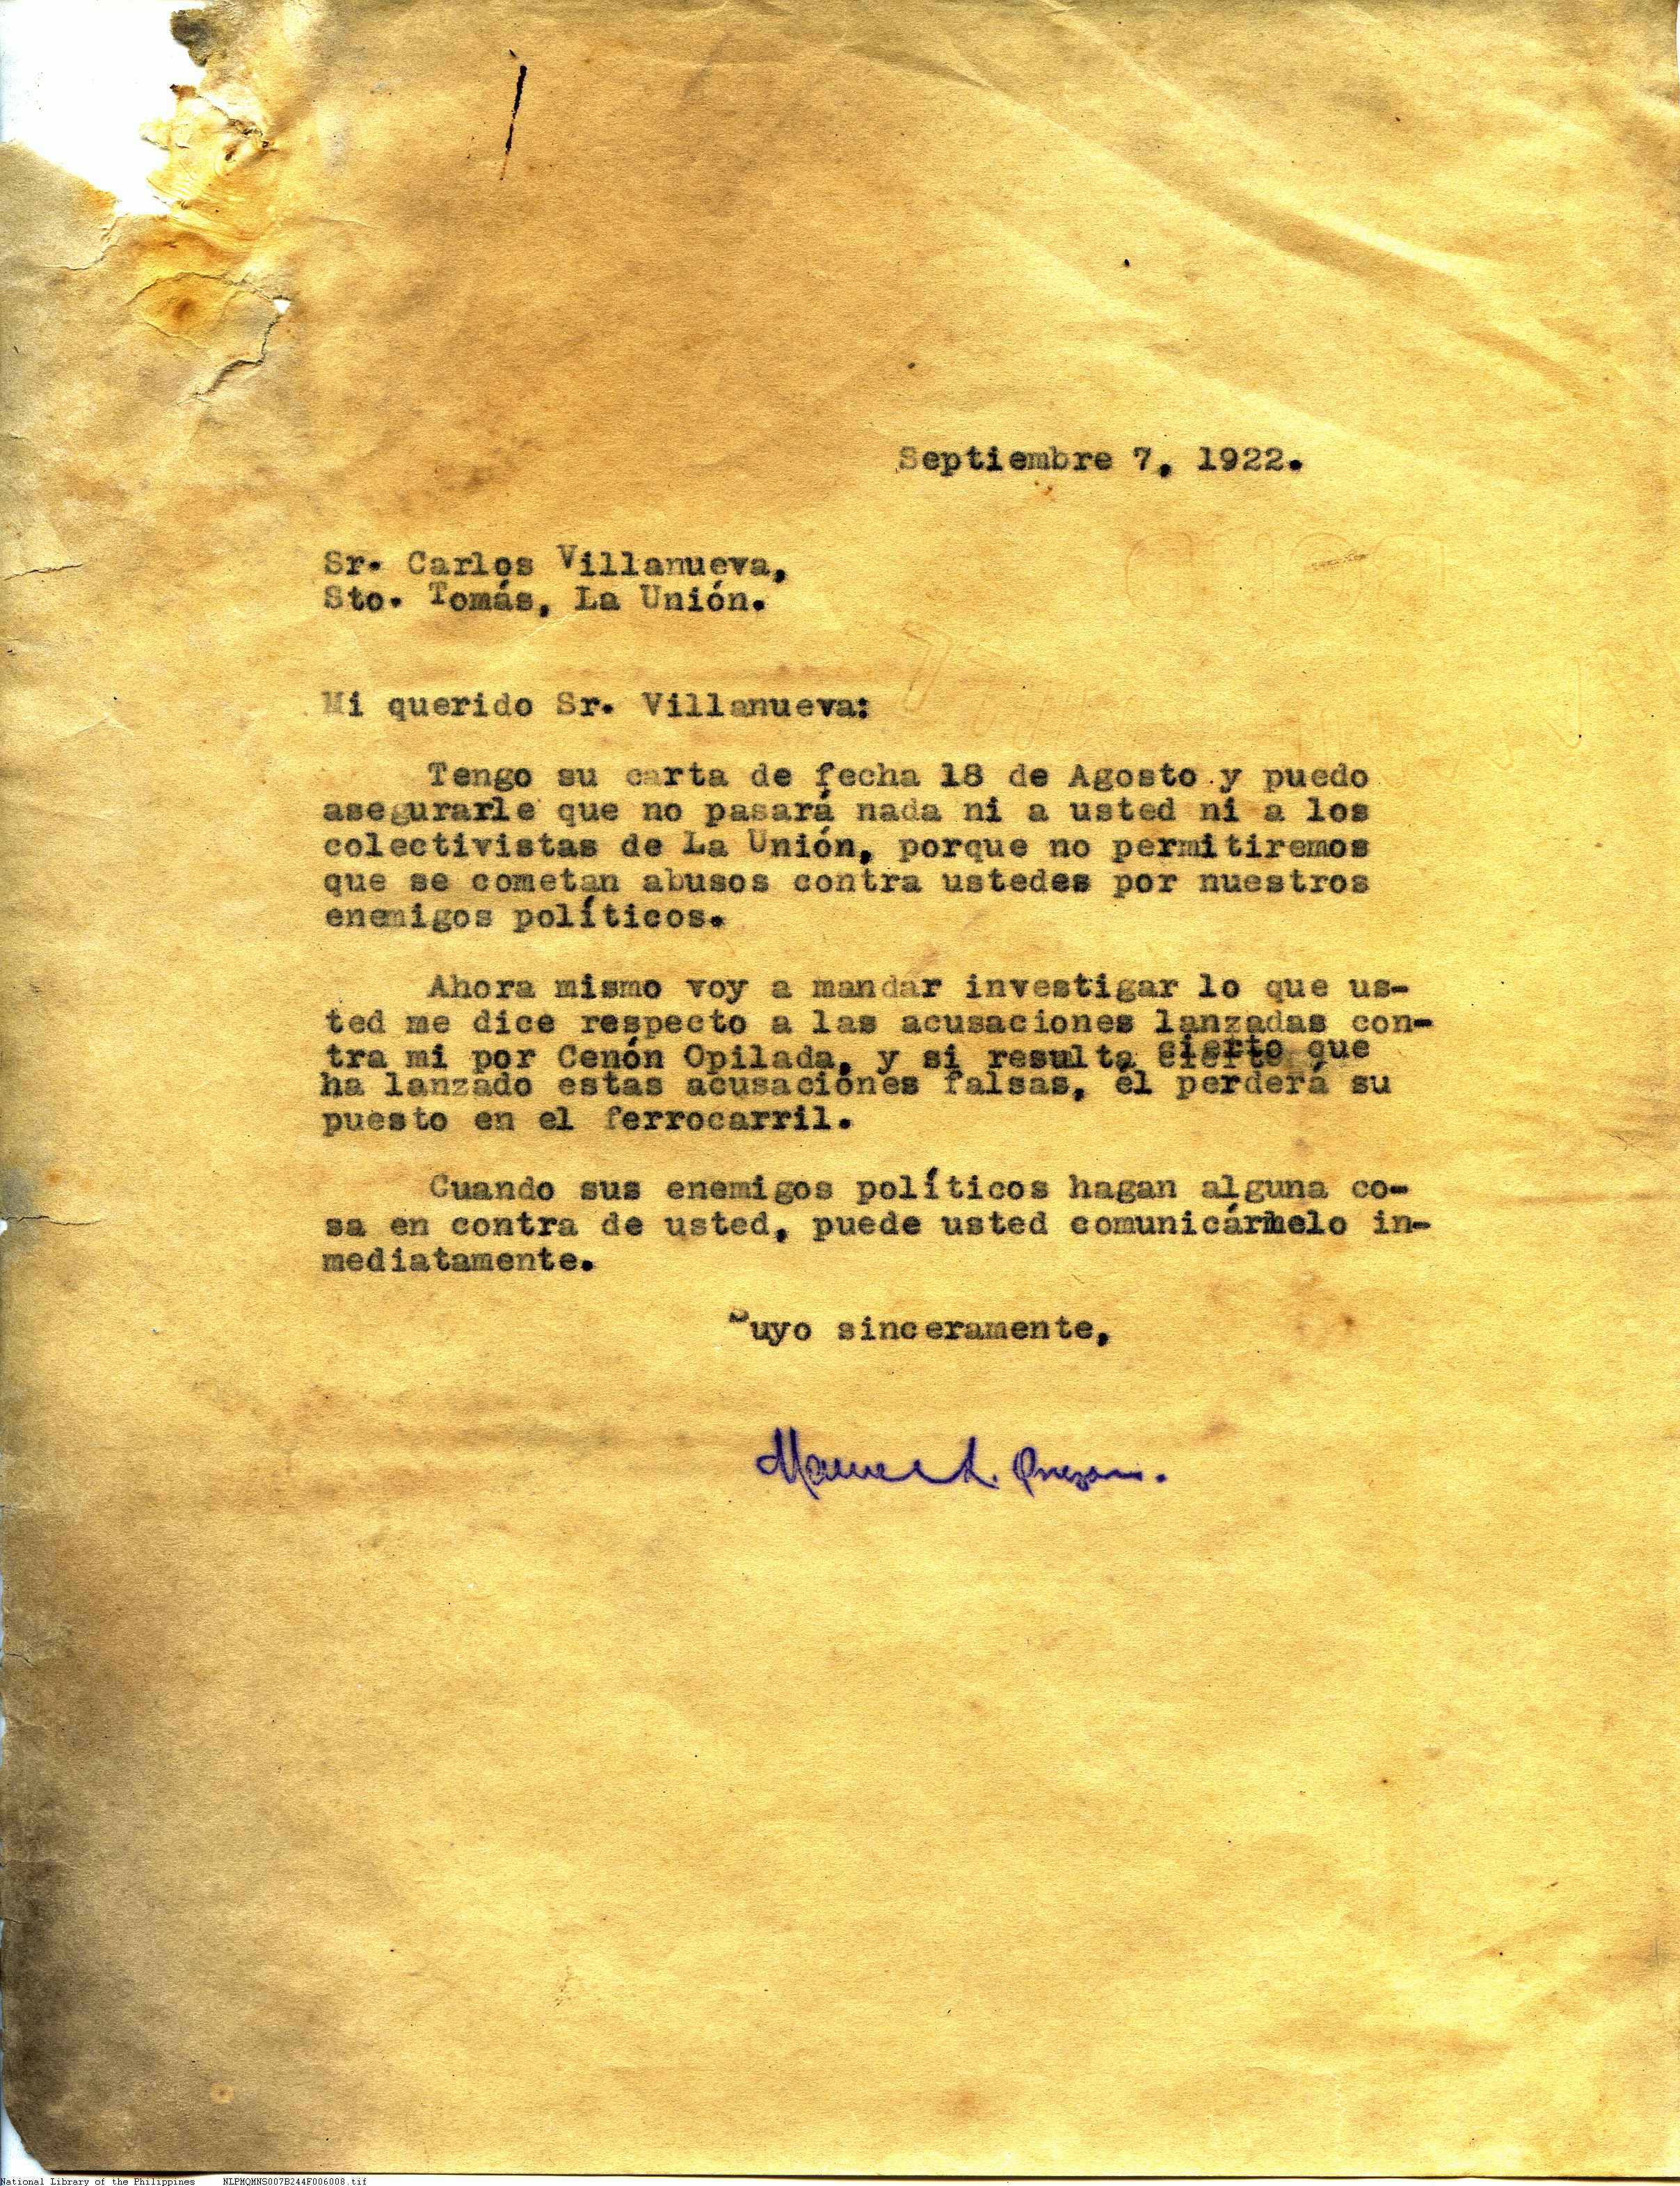 Septiembre 7, 1922.
Sr. Carlos Villanueva,
Sto. Tomás, La Unión.
Mi querido Sr. Villanueva:
Tengo su carta de fecha 18 de Agosto y puedo
asegurarle que no pasará nada ni a usted ni a los
colectivistas de La Unión, porque no permitiremos
que se cometan abusos contra ustedes por nuestros
enemigos políticos.
Ahora mismo voy a mandar investigar lo que us-
ted me dice respecto a las acusaciones lanzadas con-
tra mi por Cenón Opilada, y si resulta cierto que
ha lanzado estas acusaciones falsas, él perderá su
puesto en el ferrocarril.
Cuando sus enemigos políticos hagan alguna co-
sa en contra de usted, puede usted comunicármelo in-
mediatamente.
Suyo sinceramente,
Manuel L. Quezon.
National Library of the Philippines NLPMQMNS007B244F006008.tif